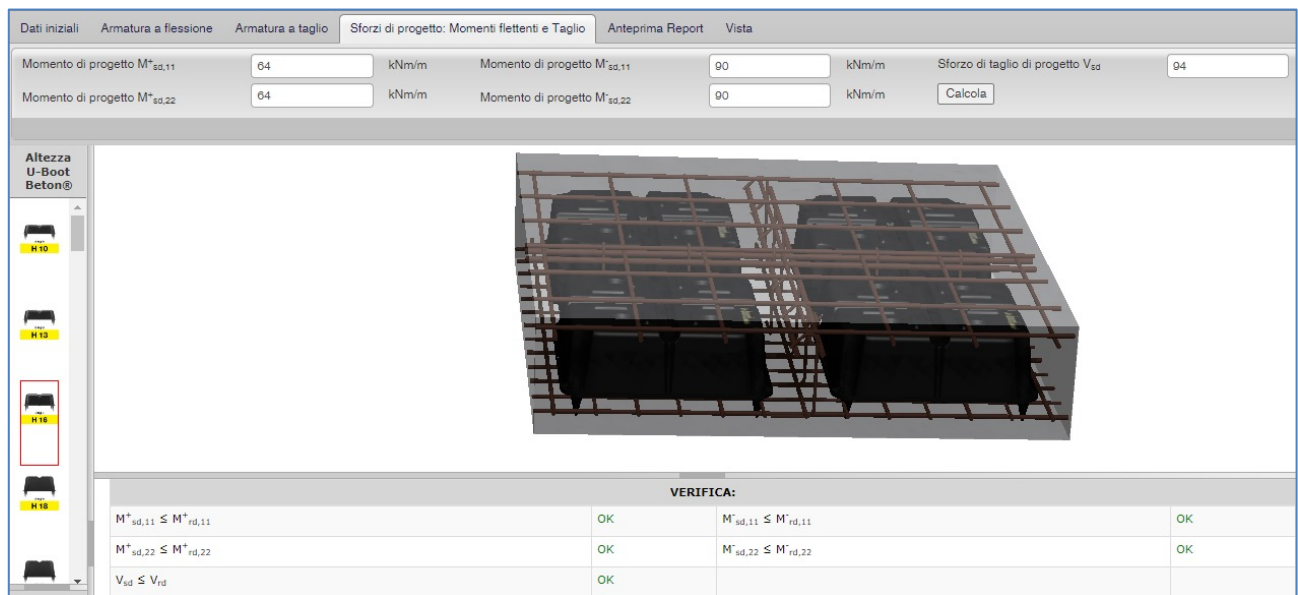 Dati iniziali Armatura a flessione Armatura a taglio Sforzi di progetto: Momenti flettenti e Taglio Anteprima Report Vista
Momento di progetto M⁺sd,11 64 kNm/m Momento di progetto M⁻sd,11 90 kNm/m Sforzo di taglio di progetto Vsd 94
Momento di progetto M⁺sd,22 64 kNm/m Momento di progetto M⁻sd,22 90 kNm/m Calcola
Altezza
U-Boot
Beton®
H 10
H 13
H 16
H 18
VERIFICA:
M⁺sd,11 ≤ M⁺rd,11 OK M⁻sd,11 ≤ M⁻rd,11 OK
M⁺sd,22 ≤ M⁺rd,22 OK M⁻sd,22 ≤ M⁻rd,22 OK
Vsd ≤ Vrd OK